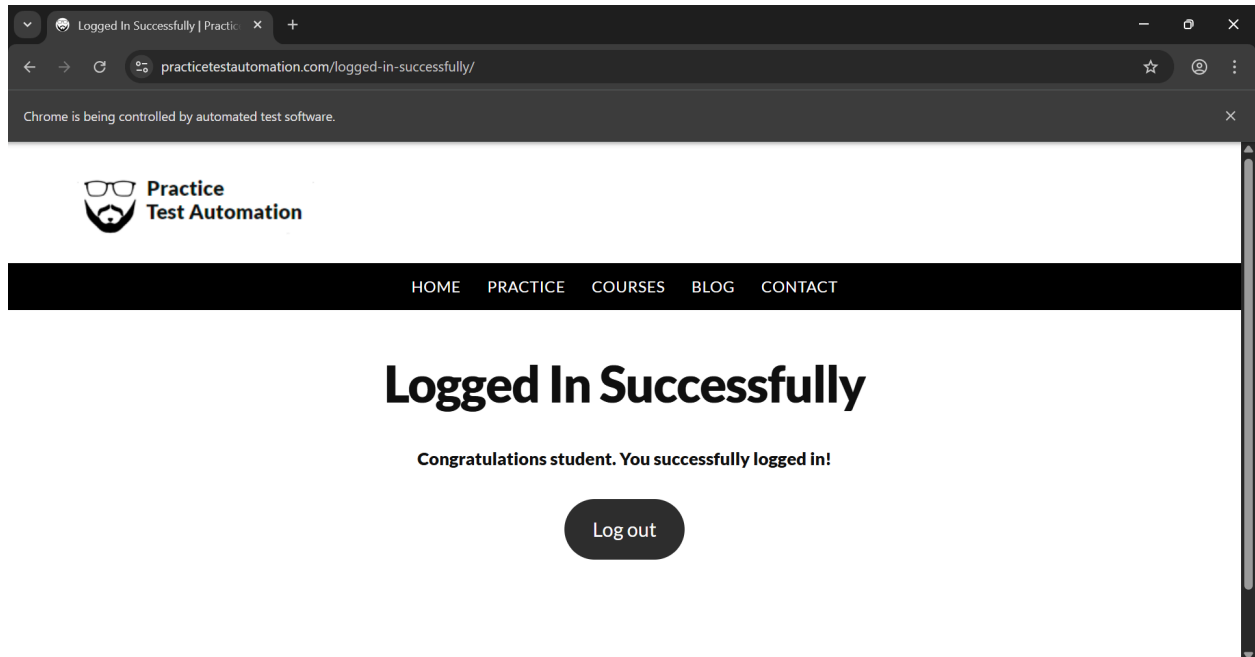 Logged In Successfully | Practic
practicetestautomation.com/logged-in-successfully/
Chrome is being controlled by automated test software.
Practice
Test Automation
HOME PRACTICE COURSES BLOG CONTACT
Logged In Successfully
Congratulations student. You successfully logged in!
Log out